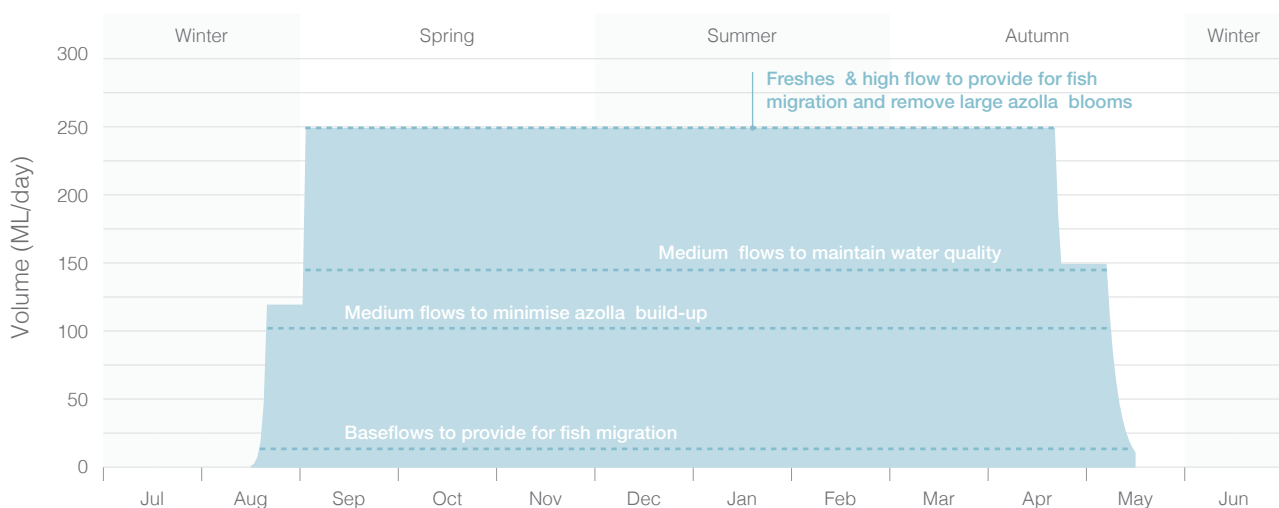 Winter Spring Summer Autumn Winter
300
Freshes & high flow to provide for fish
migration and remove large azolla blooms
250
200
Medium flows to maintain water quality
150
Medium flows to minimise azolla build-up
100
50
Baseflows to provide for fish migration
0
Volume (ML/day)
Jul Aug Sep Oct Nov Dec Jan Feb Mar Apr May Jun